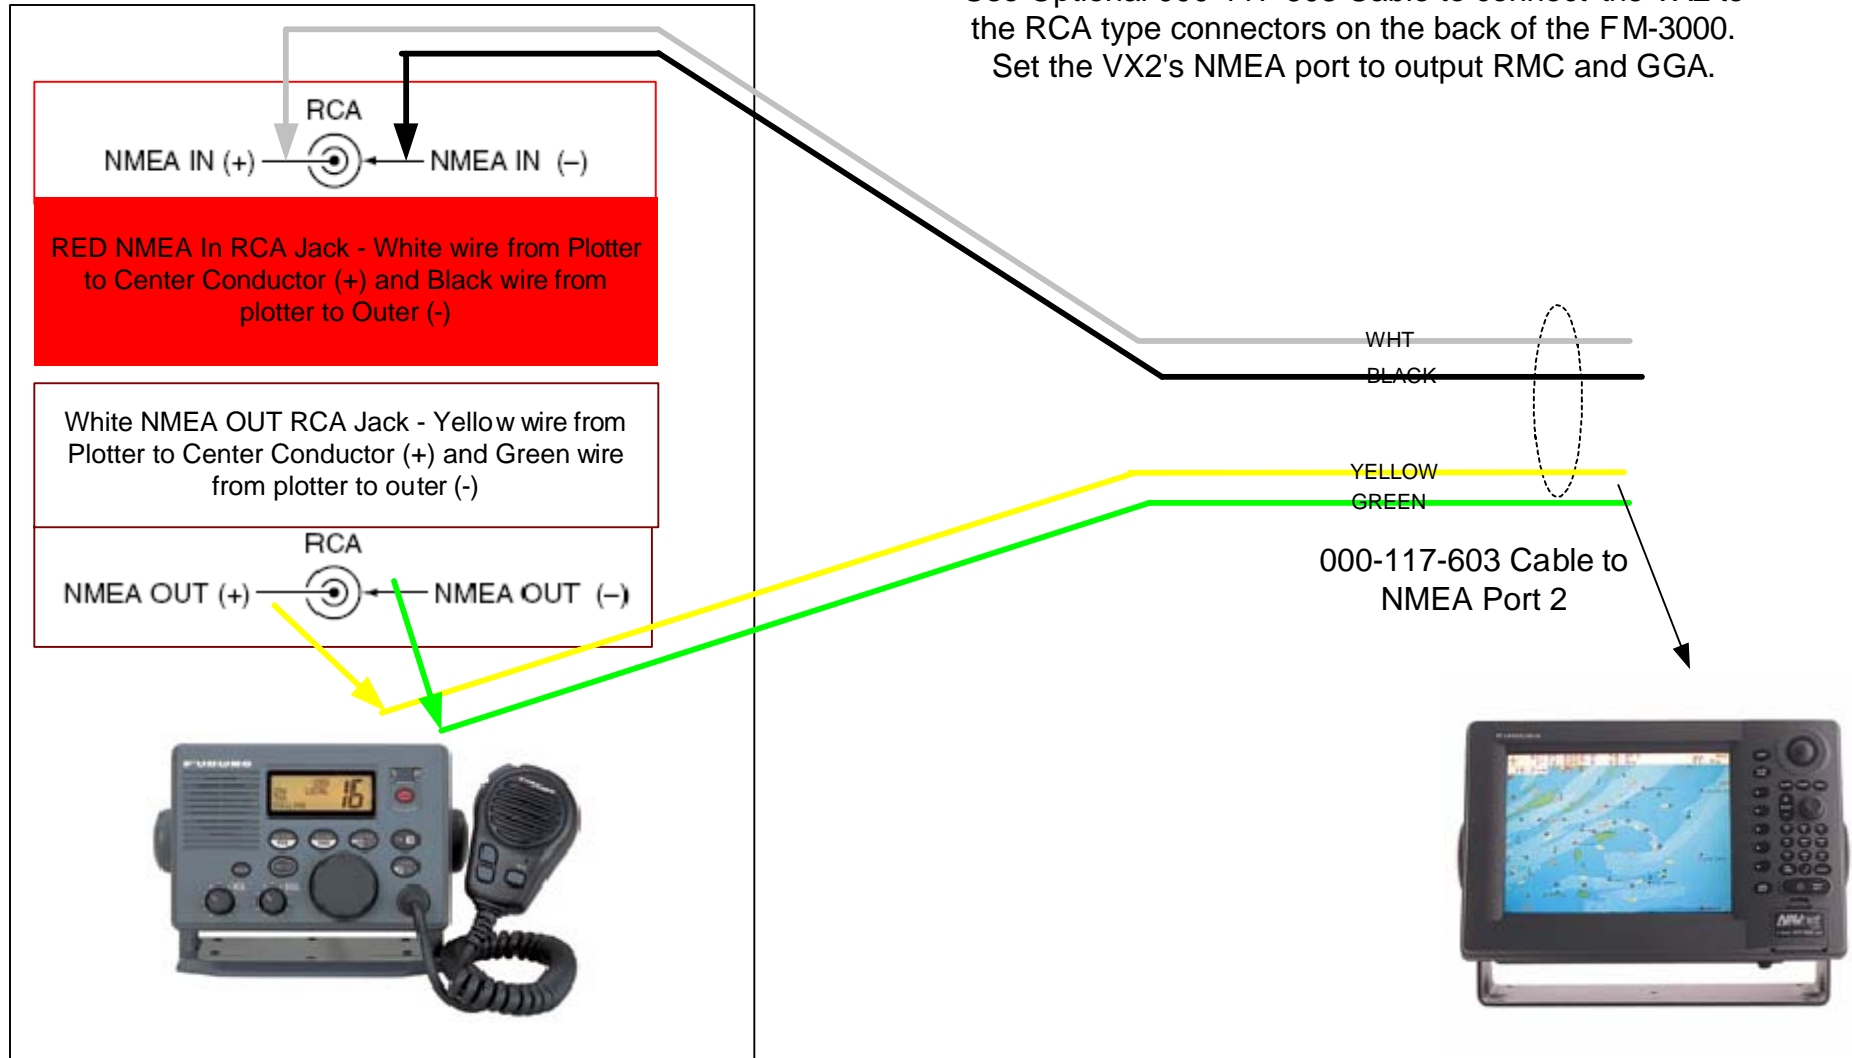 the RCA type connectors on the back of the FM-3000.
Set the VX2's NMEA port to output RMC and GGA.
RCA
NMEA IN (+)
NMEA IN (–)
RED NMEA In RCA Jack - White wire from Plotter
to Center Conductor (+) and Black wire from
plotter to Outer (-)
WHT
BLACK
White NMEA OUT RCA Jack - Yellow wire from
Plotter to Center Conductor (+) and Green wire
from plotter to outer (-)
YELLOW
GREEN
RCA
NMEA OUT (+)
NMEA OUT (–)
000-117-603 Cable to
NMEA Port 2
FURUNO
16